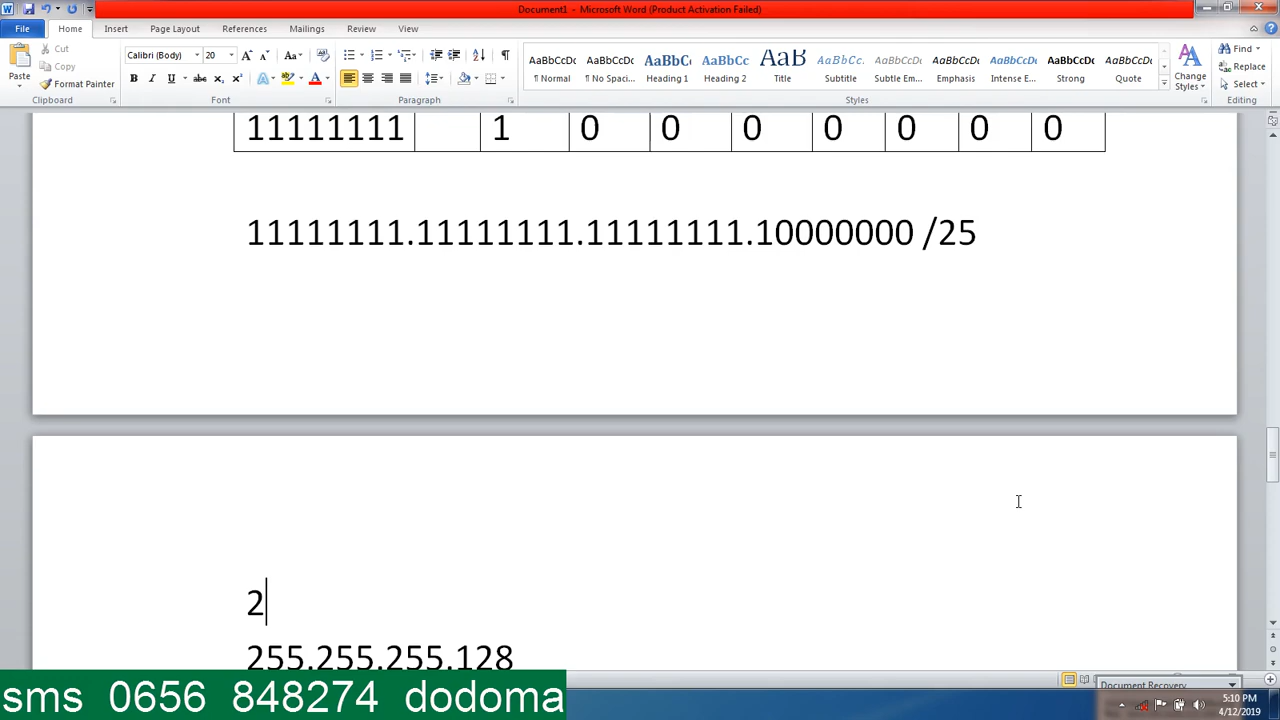 Document1 - Microsoft Word (Product Activation Failed)
File Home Insert Page Layout References Mailings Review View
Paste
Cut
Copy
Format Painter
Clipboard
Calibri (Body) 20
Font
Paragraph
AaBbCcDc AaBbCcDc AaBbC AaBbCc AaB AaBbCc. AaBbCcDc AaBbCcDc AaBbCcDc AaBbCcDc AaBbCcDc
¶ Normal ¶ No Spaci... Heading 1 Title Subtitle Subtle Em... Emphasis Intense E... Strong Quote
Styles
Change Styles
Find
Replace
Select
Editing
11111111 1 0 0 0 0 0 0 0
11111111.11111111.11111111.10000000 /25
2
255.255.255.128
sms 0656 848274 dodoma
Document Recovery
5:10 PM
4/12/2019